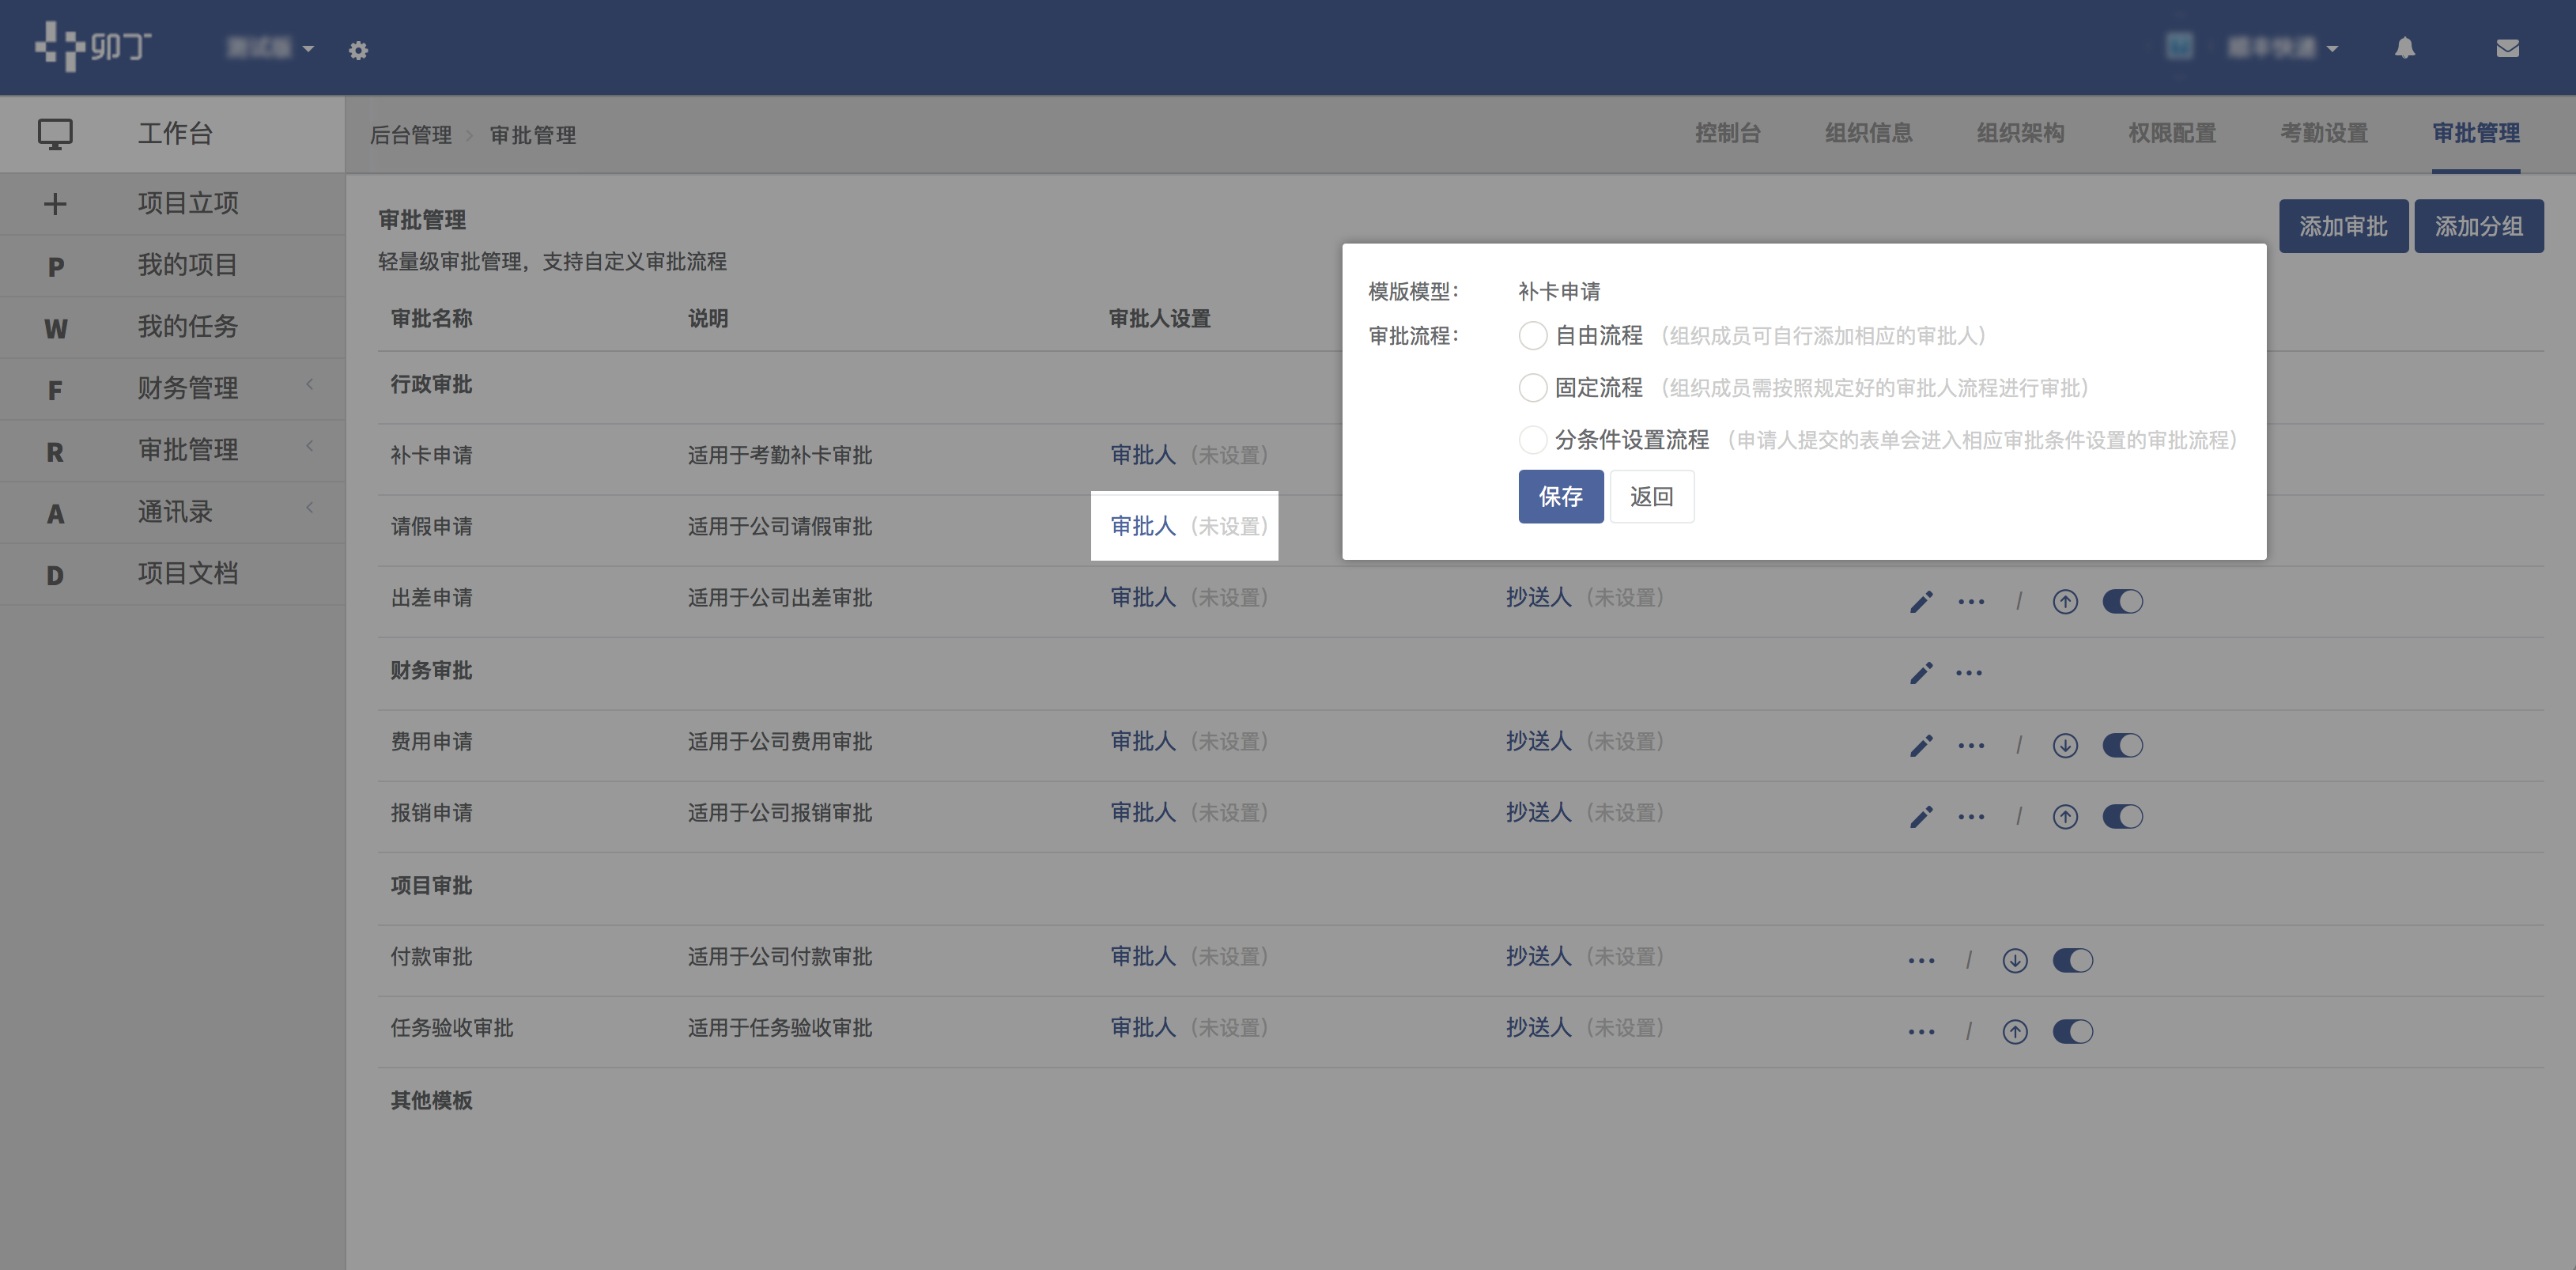 卯丁
工作台
后台管理 > 审批管理
控制台 组织信息 组织架构 权限配置 考勤设置 审批管理
项目立项
P 我的项目
W 我的任务
F 财务管理
R 审批管理
A 通讯录
D 项目文档
审批管理
添加审批 添加分组
轻量级审批管理，支持自定义审批流程
审批名称 说明 审批人设置
模版模型： 补卡申请
审批流程： 自由流程 （组织成员可自行添加相应的审批人）
固定流程 （组织成员需按照规定好的审批人流程进行审批）
分条件设置流程 （申请人提交的表单会进入相应审批条件设置的审批流程）
保存 返回
行政审批
补卡申请 适用于考勤补卡审批 审批人（未设置）
请假申请 适用于公司请假审批 审批人（未设置）
出差申请 适用于公司出差审批 审批人（未设置） 抄送人（未设置） /
财务审批
费用申请 适用于公司费用审批 审批人（未设置） 抄送人（未设置） /
报销申请 适用于公司报销审批 审批人（未设置） 抄送人（未设置） /
项目审批
付款审批 适用于公司付款审批 审批人（未设置） 抄送人（未设置） /
任务验收审批 适用于任务验收审批 审批人（未设置） 抄送人（未设置） /
其他模板